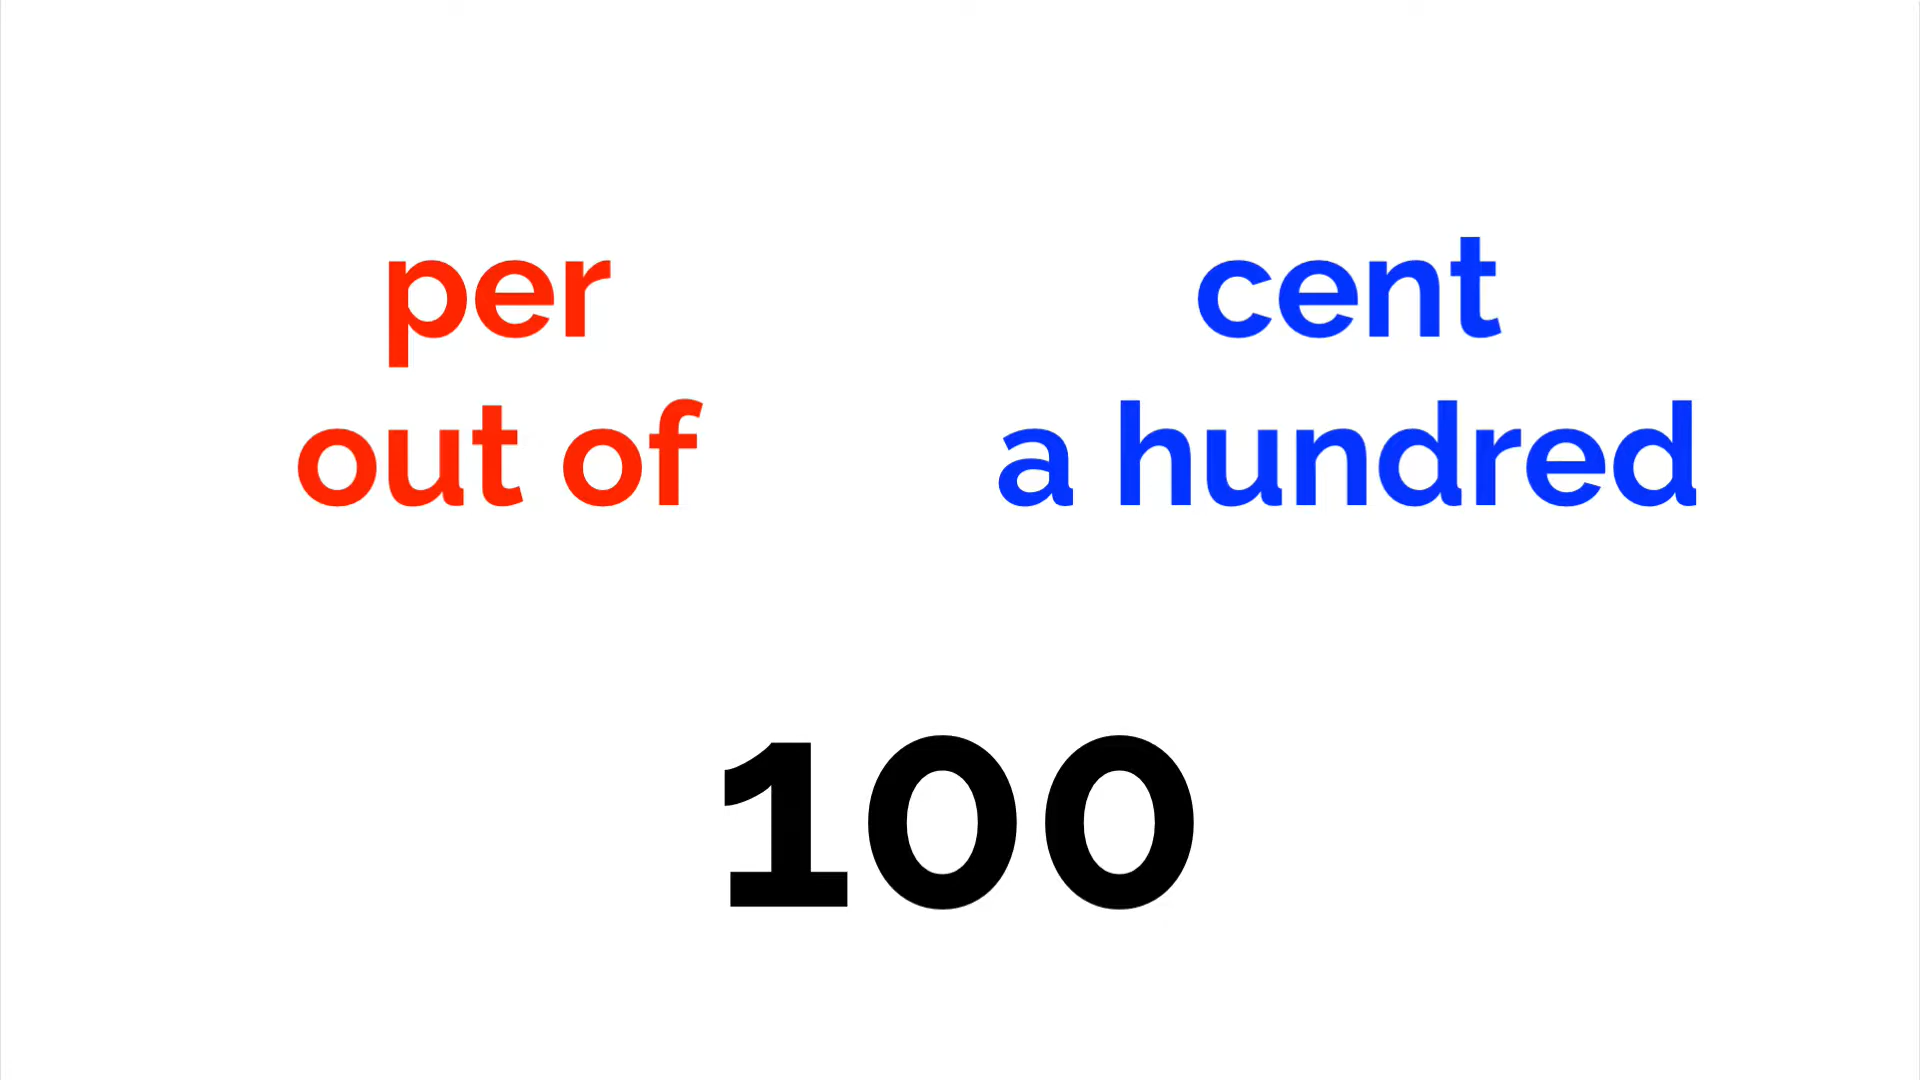 per
out of
cent
a hundred
100